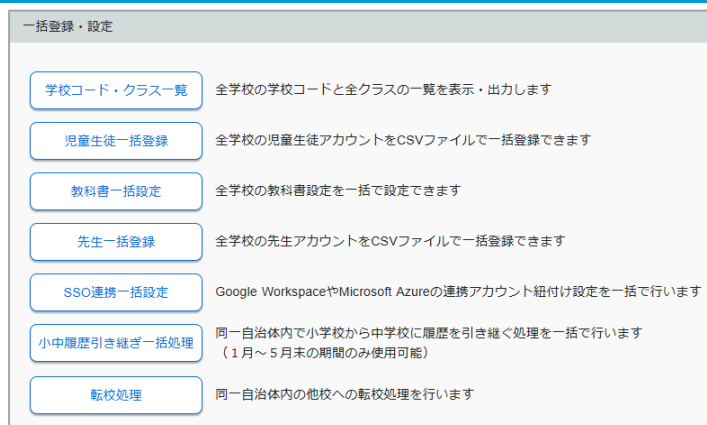 一括登録・設定
学校コード・クラス一覧 全学校の学校コードと全クラスの一覧を表示・出力します
児童生徒一括登録 全学校の児童生徒アカウントをCSVファイルで一括登録できます
教科書一括設定 全学校の教科書設定を一括で設定できます
先生一括登録 全学校の先生アカウントをCSVファイルで一括登録できます
SSO連携一括設定 Google WorkspaceやMicrosoft Azureの連携アカウント紐付け設定を一括で行います
小中履歴引き継ぎ一括処理 同一自治体内で小学校から中学校に履歴を引き継ぐ処理を一括で行います
（１月～５月末の期間のみ使用可能）
転校処理 同一自治体内の他校への転校処理を行います